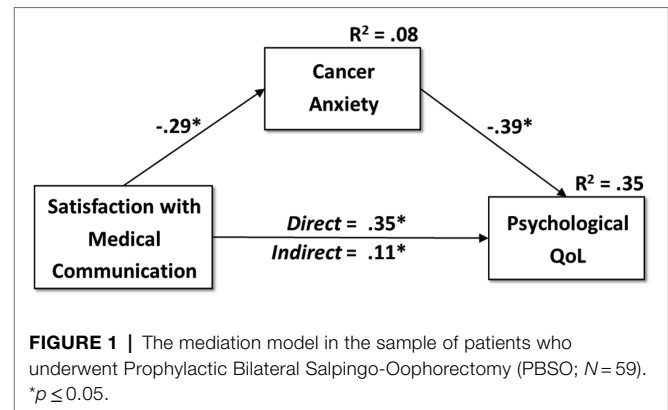 R² = .08
Cancer
Anxiety
-.29*
-.39*
R² = .35
Satisfaction with
Medical
Communication
Direct = .35*
Indirect = .11*
Psychological
QoL
FIGURE 1 | The mediation model in the sample of patients who
underwent Prophylactic Bilateral Salpingo-Oophorectomy (PBSO; N = 59).
*p ≤ 0.05.